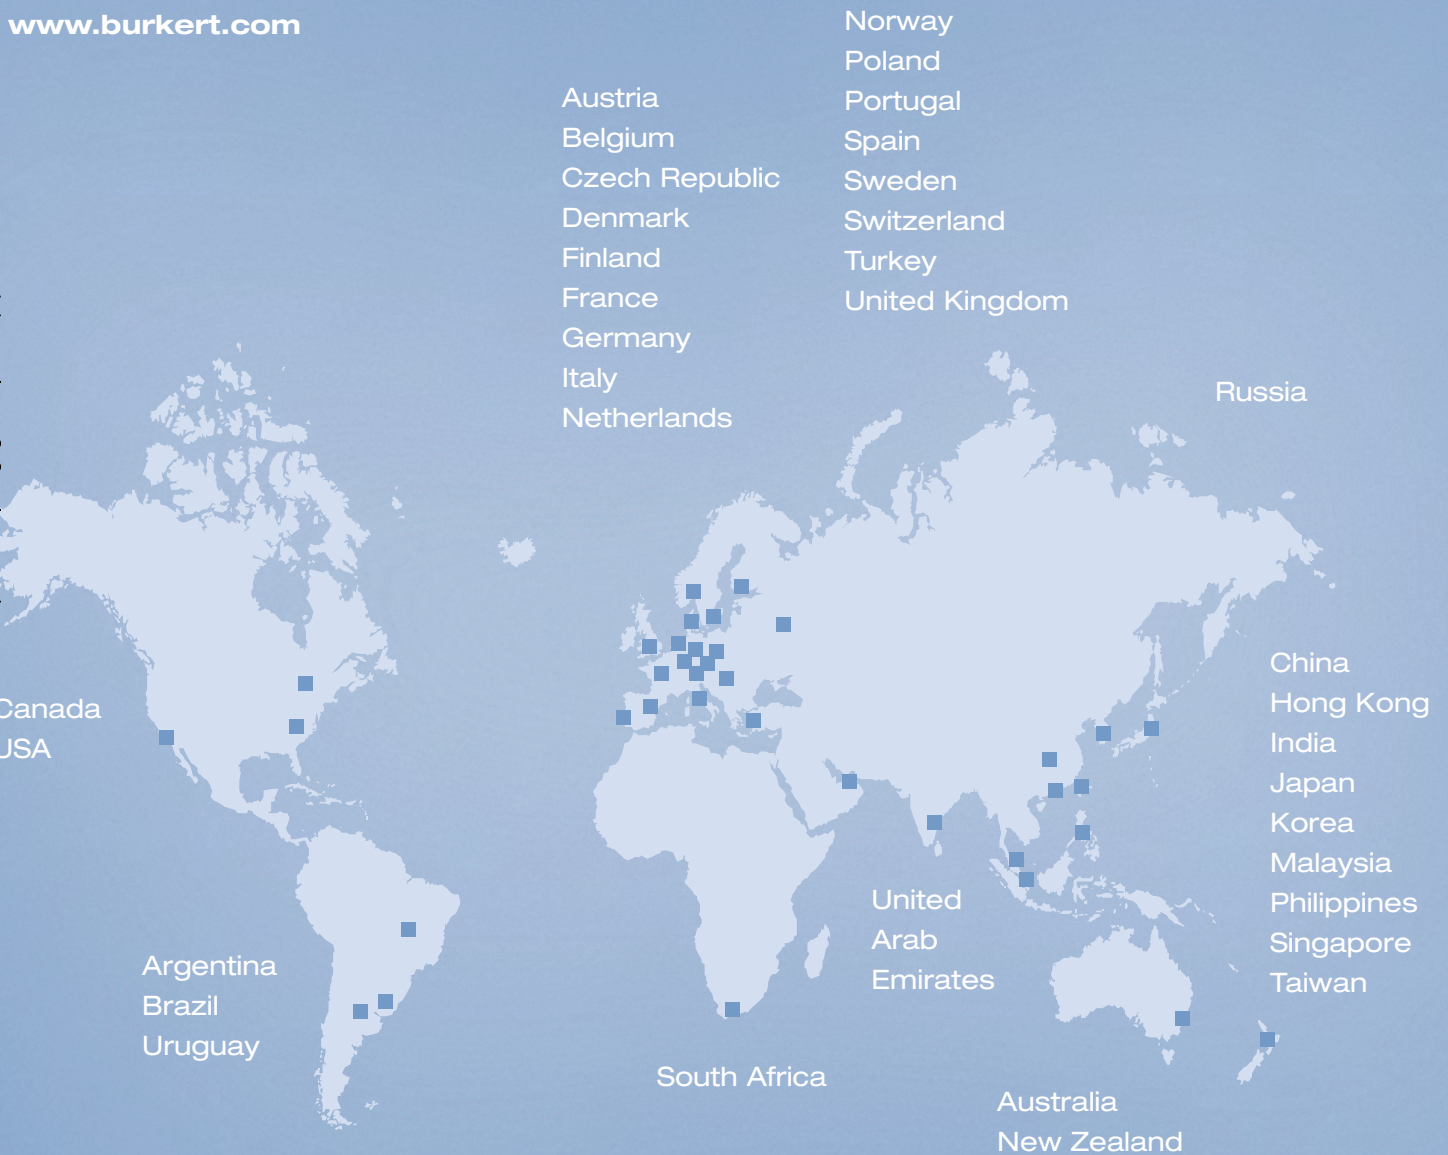 www.burkert.com
Austria
Belgium
Czech Republic
Denmark
Finland
France
Germany
Italy
Netherlands
Norway
Poland
Portugal
Spain
Sweden
Switzerland
Turkey
United Kingdom
Russia
Canada
USA
China
Hong Kong
India
Japan
Korea
Malaysia
Philippines
Singapore
Taiwan
United
Arab
Emirates
Argentina
Brazil
Uruguay
South Africa
Australia
New Zealand